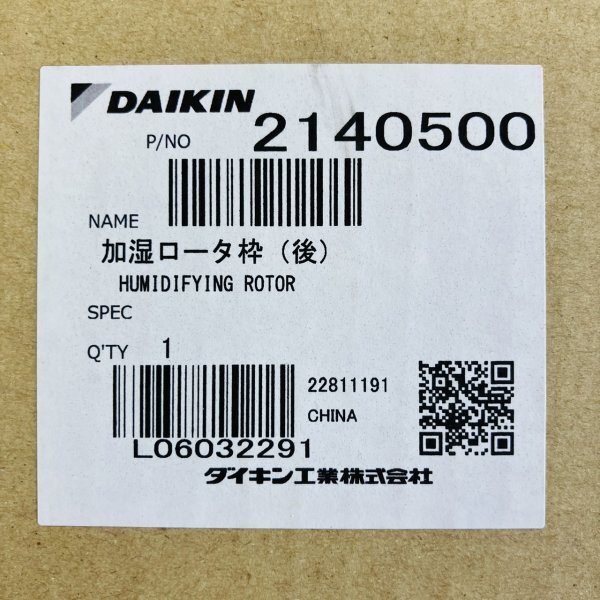 DAIKIN
P/NO 2140500
NAME
加湿ロータ枠(後)
HUMIDIFYING ROTOR
SPEC
Q'TY 1
22811191
CHINA
L06032291
ダイキン工業株式会社